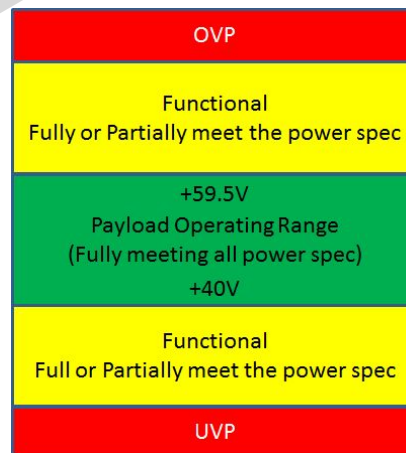 OVP
Functional
Fully or Partially meet the power spec
+59.5V
Payload Operating Range
(Fully meeting all power spec)
+40V
Functional
Full or Partially meet the power spec
UVP